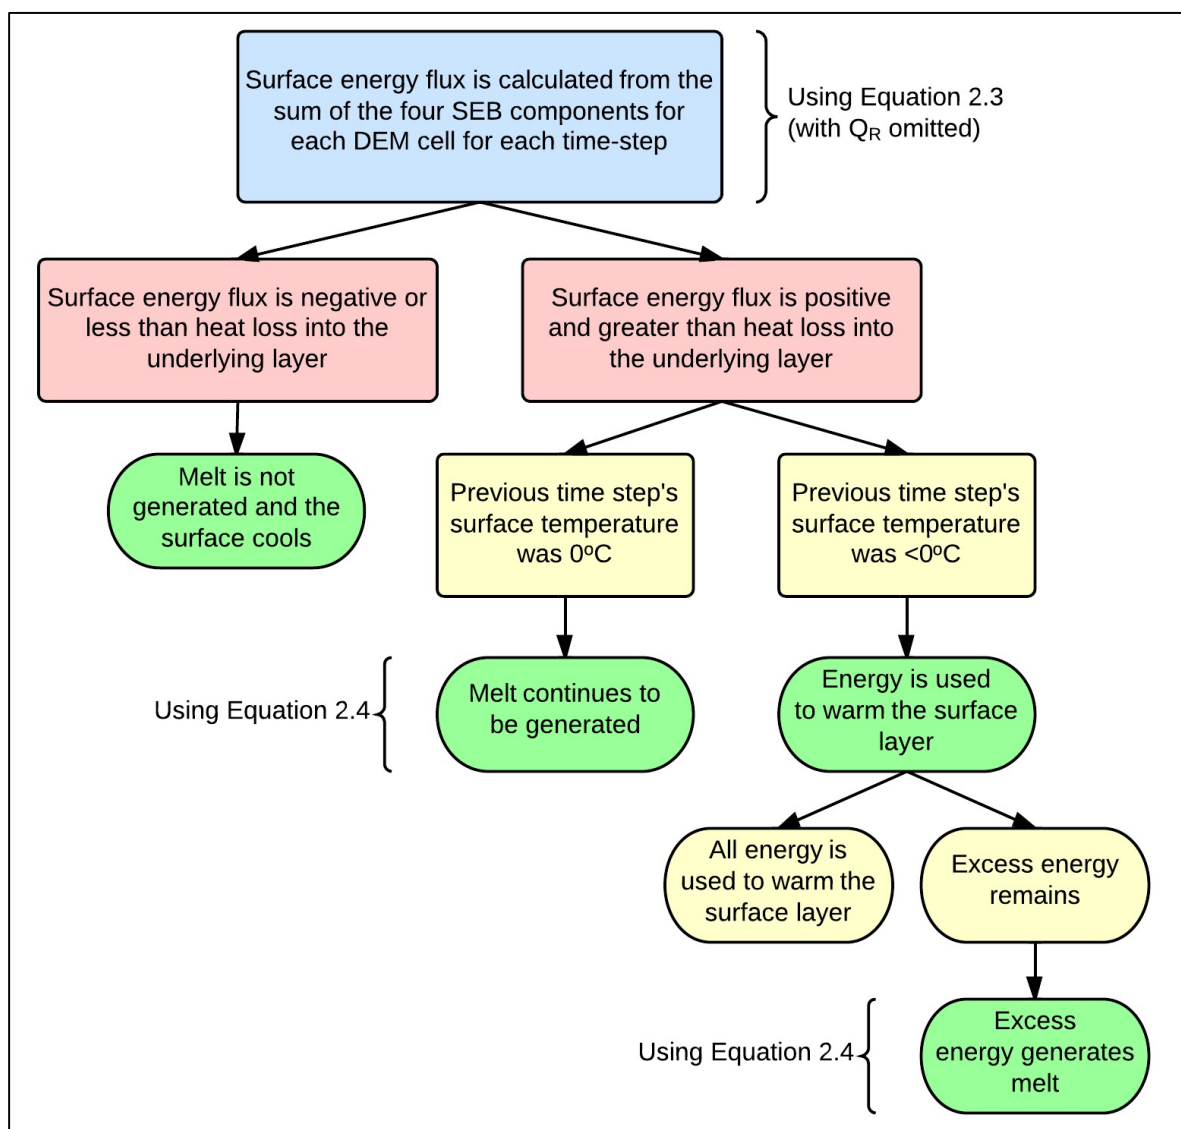 Surface energy flux is calculated from the
sum of the four SEB components for
each DEM cell for each time-step
Using Equation 2.3
(with QR omitted)
Surface energy flux is negative or
less than heat loss into the
underlying layer
Surface energy flux is positive
and greater than heat loss into
the underlying layer
Melt is not
generated and the
surface cools
Previous time step's
surface temperature
was 0ºC
Previous time step's
surface temperature
was <0ºC
Using Equation 2.4
Melt continues to
be generated
Energy is used
to warm the surface
layer
All energy is
used to warm the
surface layer
Excess energy
remains
Using Equation 2.4
Excess
energy generates
melt